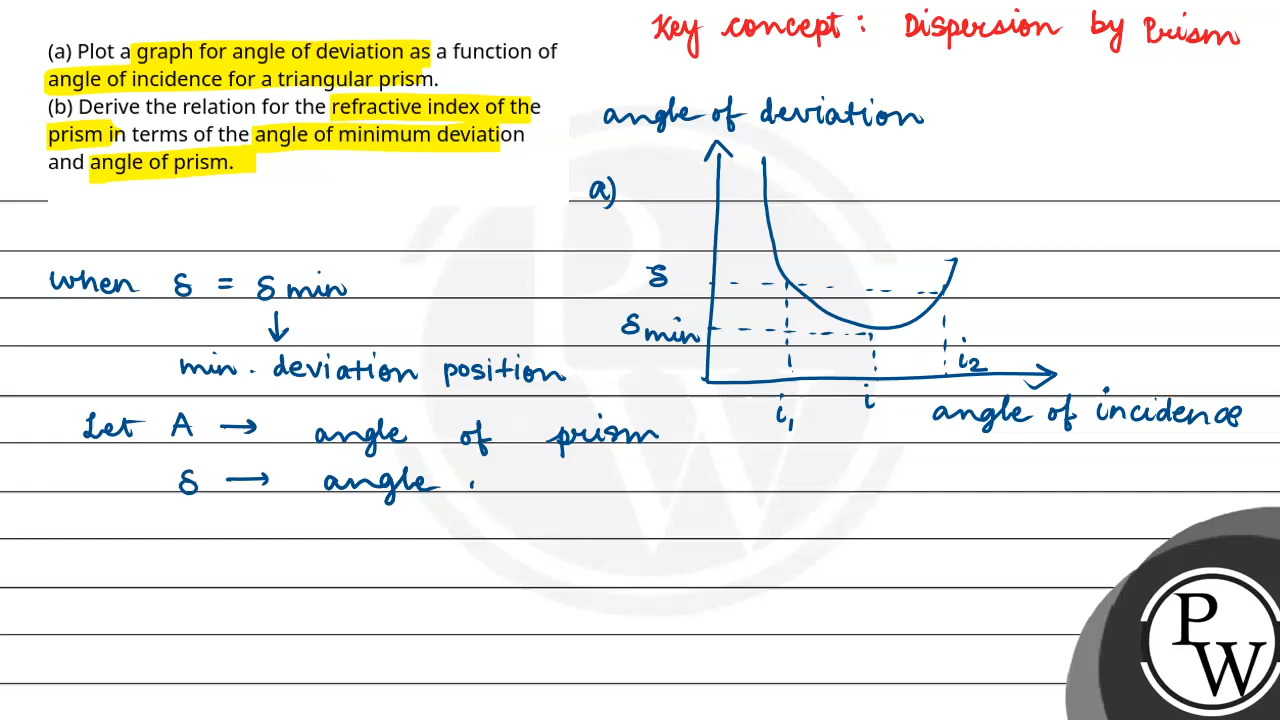 Key concept: Dispersion by Prism
(a) Plot a graph for angle of deviation as a function of
angle of incidence for a triangular prism.
(b) Derive the relation for the refractive index of the
prism in terms of the angle of minimum deviation
and angle of prism.
angle of deviation
a)
δ
δ min
i₁
i
i₂
angle of incidence
when δ = δ min
↓
min. deviation position
Let A → angle of prism
δ → angle .
PW
PW